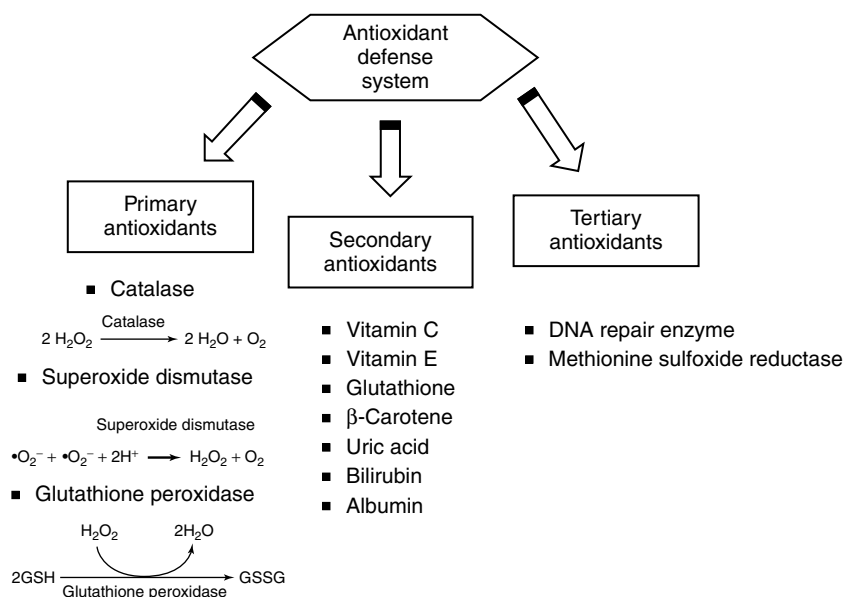 Antioxidant
defense
system
Primary
antioxidants
Secondary
antioxidants
Tertiary
antioxidants
■ Catalase
Catalase
2 H₂O₂ → 2 H₂O + O₂
■ Superoxide dismutase
Superoxide dismutase
•O₂⁻ + •O₂⁻ + 2H⁺ → H₂O₂ + O₂
■ Glutathione peroxidase
H₂O₂ 2H₂O
2GSH → GSSG
Glutathione peroxidase
■ Vitamin C
■ Vitamin E
■ Glutathione
■ β-Carotene
■ Uric acid
■ Bilirubin
■ Albumin
■ DNA repair enzyme
■ Methionine sulfoxide reductase